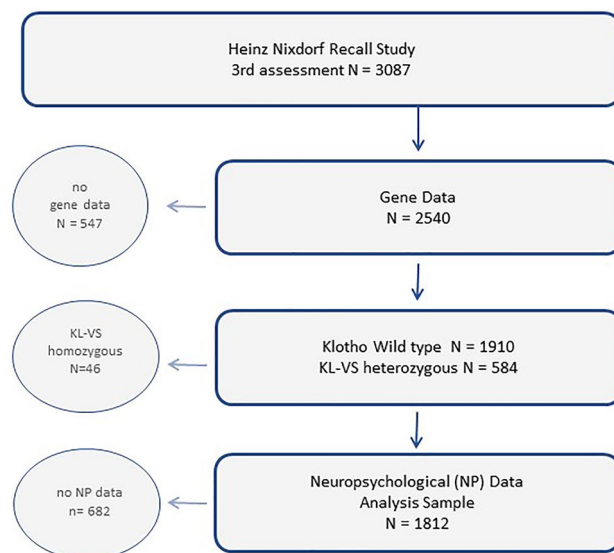 Heinz Nixdorf Recall Study
3rd assessment N = 3087
no
gene data
N = 547
Gene Data
N = 2540
KL-VS
homozygous
N=46
Klotho Wild type N = 1910
KL-VS heterozygous N = 584
no NP data
n= 682
Neuropsychological (NP) Data
Analysis Sample
N = 1812